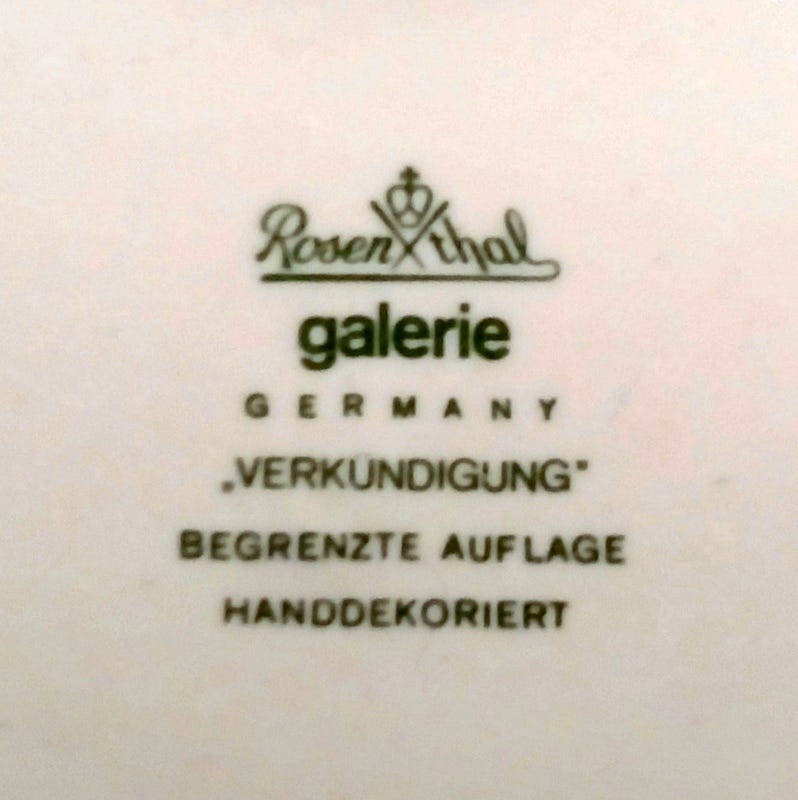 Rosenthal
galerie
GERMANY
„VERKÜNDIGUNG"
BEGRENZTE AUFLAGE
HANDDEKORIERT